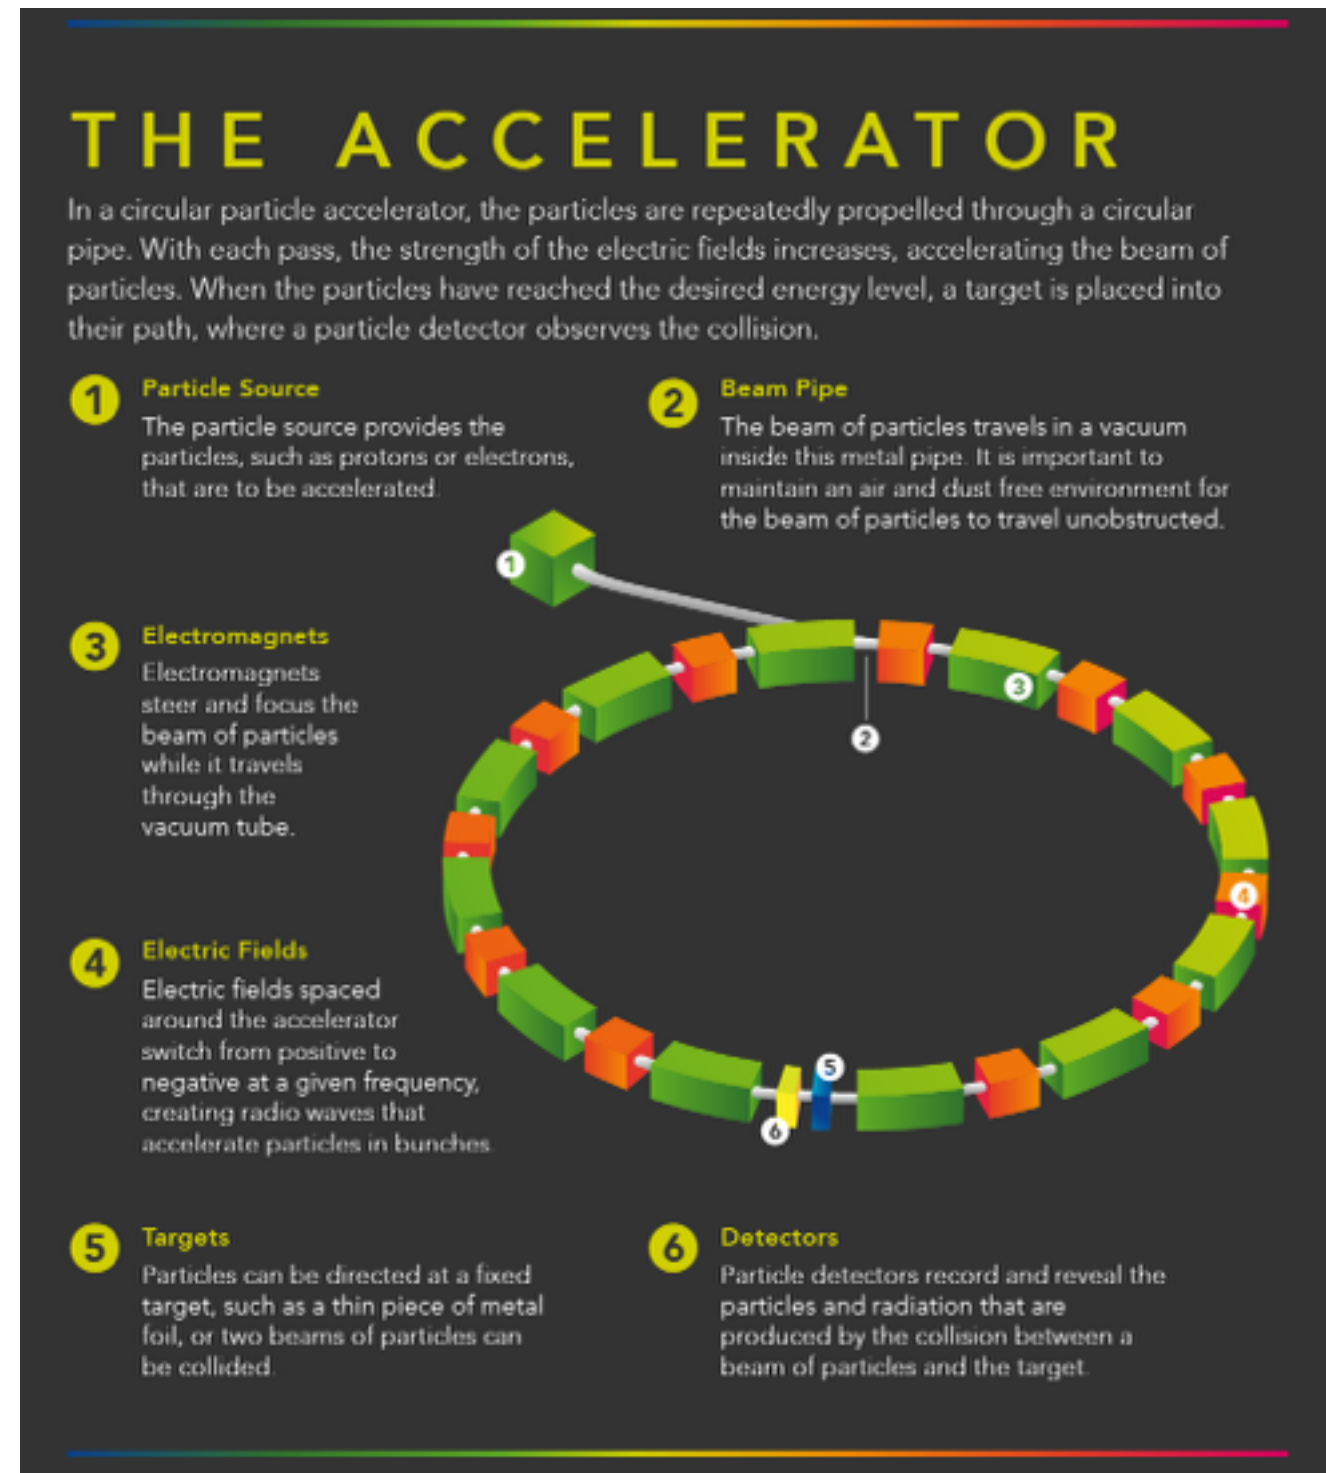 THE ACCELERATOR
In a circular particle accelerator, the particles are repeatedly propelled through a circular
pipe. With each pass, the strength of the electric fields increases, accelerating the beam of
particles. When the particles have reached the desired energy level, a target is placed into
their path, where a particle detector observes the collision.
1
Particle Source
The particle source provides the
particles, such as protons or electrons,
that are to be accelerated.
2
Beam Pipe
The beam of particles travels in a vacuum
inside this metal pipe. It is important to
maintain an air and dust free environment for
the beam of particles to travel unobstructed.
1
3
Electromagnets
Electromagnets
steer and focus the
beam of particles
while it travels
through the
vacuum tube.
3
2
4
4
Electric Fields
Electric fields spaced
around the accelerator
switch from positive to
negative at a given frequency,
creating radio waves that
accelerate particles in bunches.
5
6
5
Targets
Particles can be directed at a fixed
target, such as a thin piece of metal
foil, or two beams of particles can
be collided.
6
Detectors
Particle detectors record and reveal the
particles and radiation that are
produced by the collision between a
beam of particles and the target.